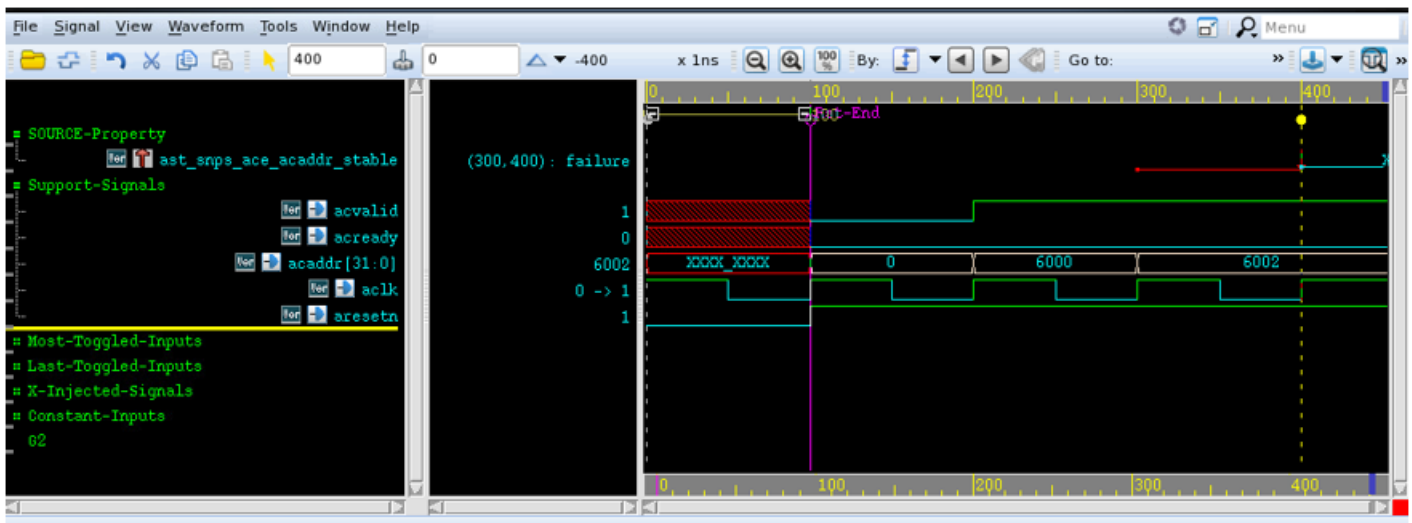 File Signal View Waveform Tools Window Help Menu
400 0 -400 x 1ns 100 % By: Go to: »  »
0 100 200 300 400
100
SOURCE-Property
ast_snps_ace_acaddr_stable (300,400) : failure
Support-Signals
acvalid 1
acready 0
acaddr[31:0] 6002 XXXX_XXXX 0 6000 6002
aclk 0 -> 1
aresetn 1
Most-Toggled-Inputs
Last-Toggled-Inputs
X-Injected-Signals
Constant-Inputs
G2
0 100 200 300 400